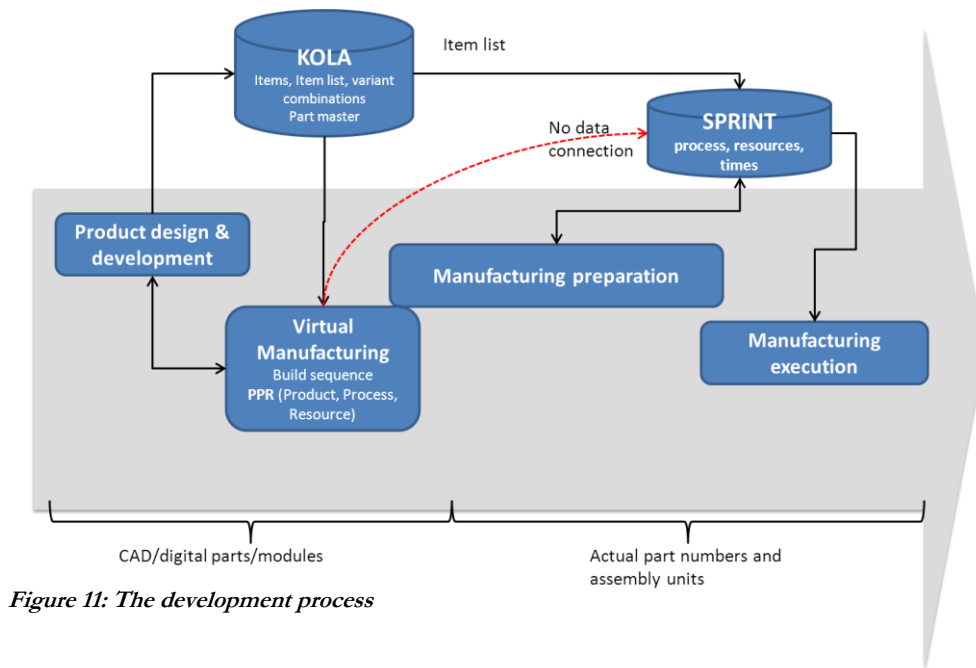 KOLA
Items, Item list, variant
combinations
Part master
Item list
SPRINT
process, resources,
times
No data
connection
Product design &
development
Manufacturing preparation
Virtual
Manufacturing
Build sequence
PPR (Product, Process,
Resource)
Manufacturing
execution
CAD/digital parts/modules
Actual part numbers and
assembly units
Figure 11: The development process